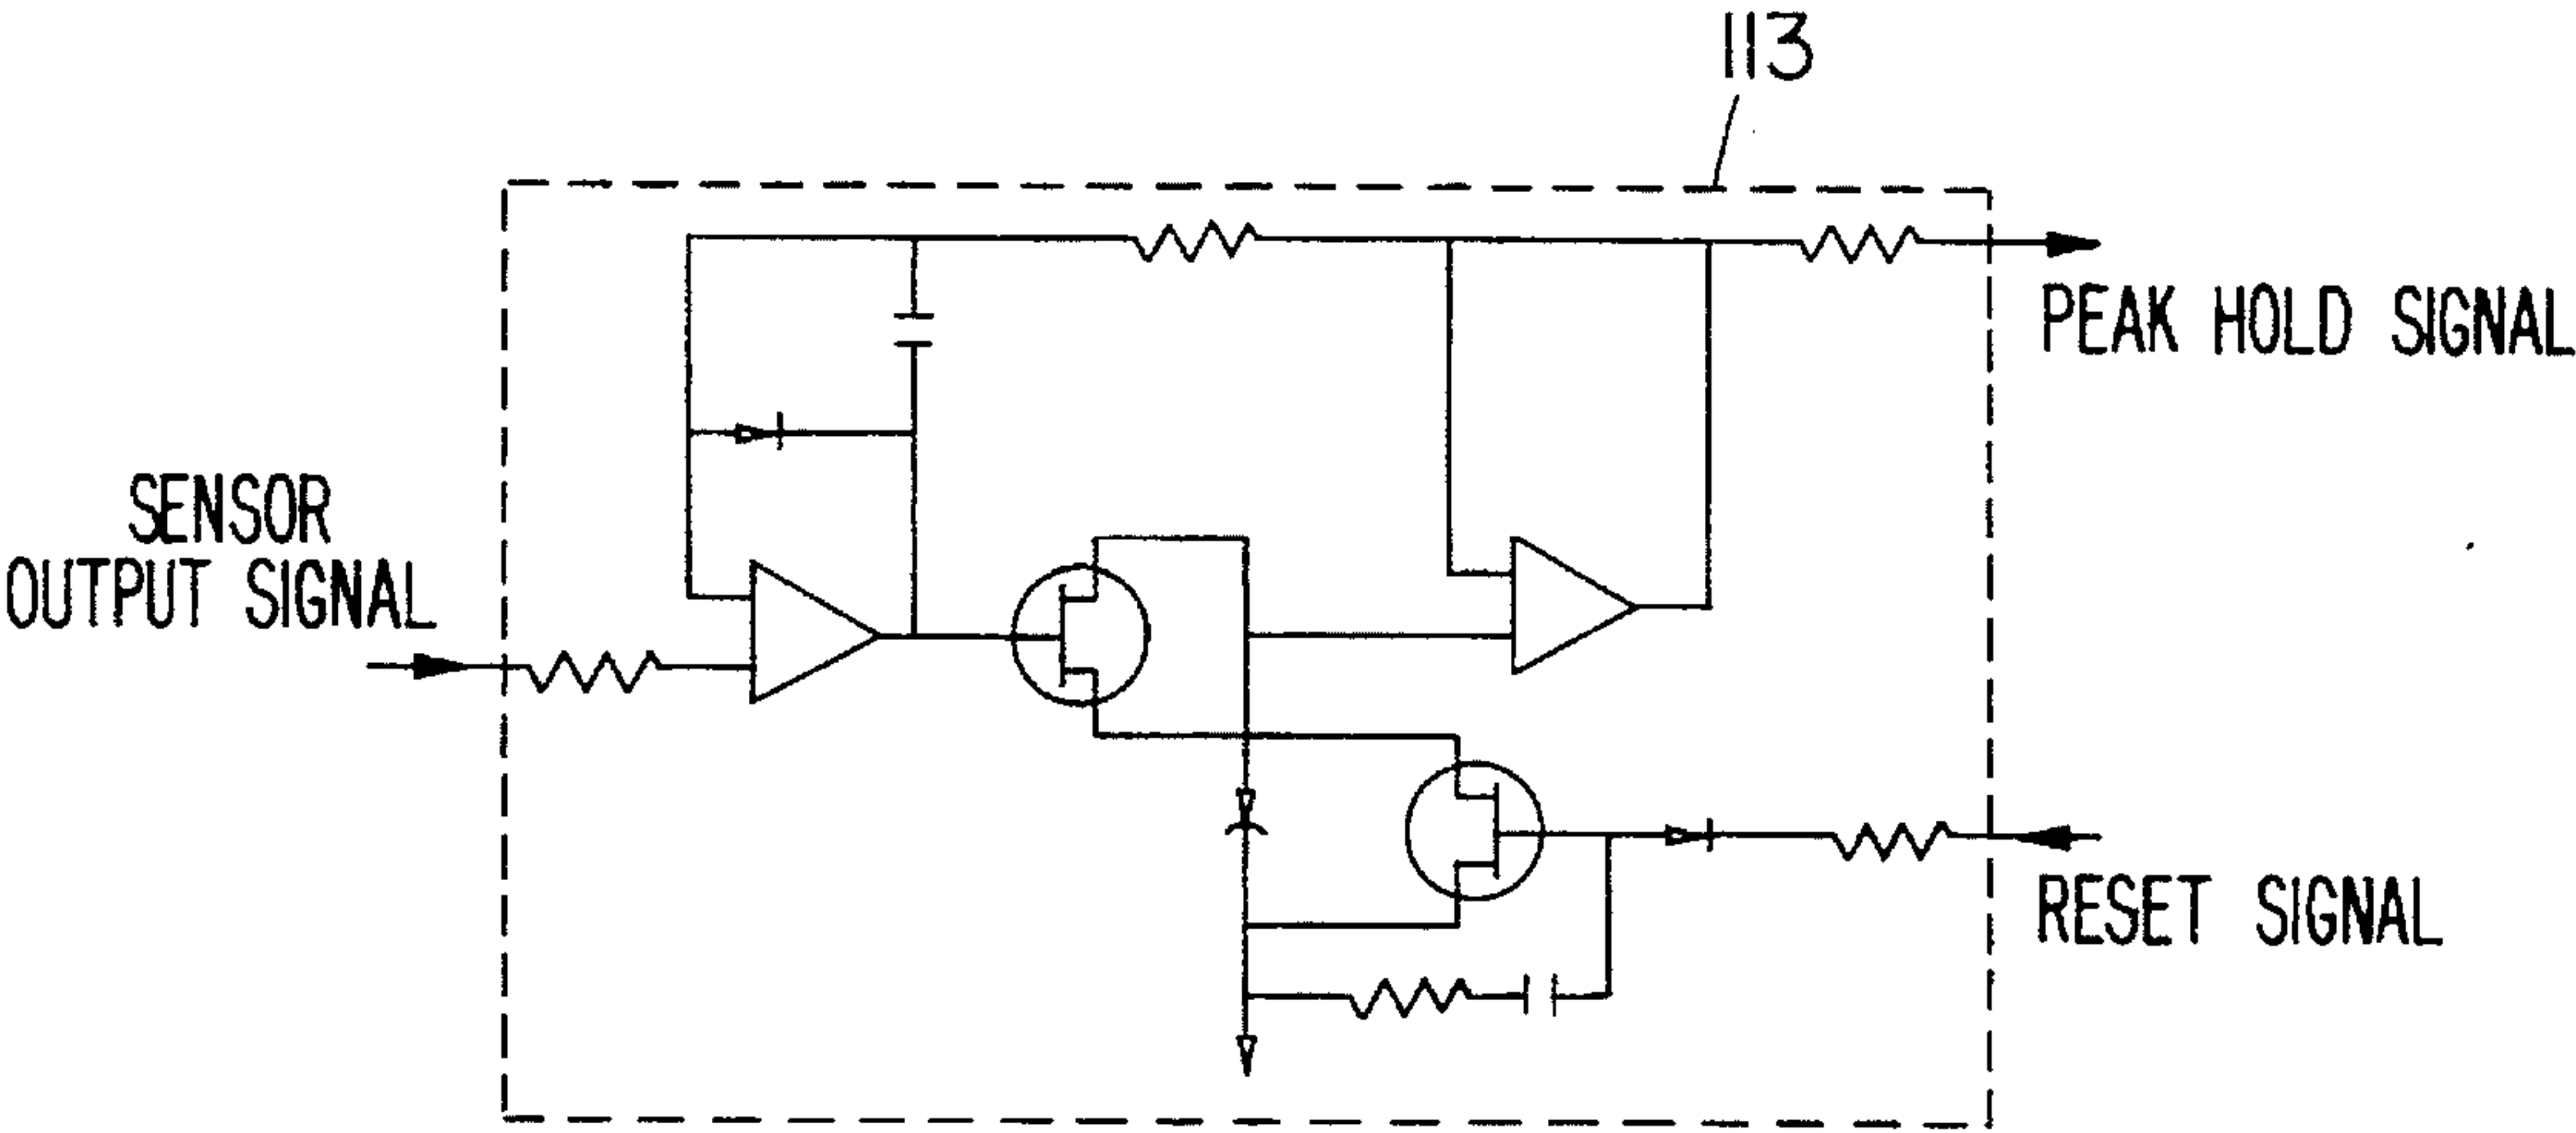 113
PEAK HOLD SIGNAL
SENSOR
OUTPUT SIGNAL
RESET SIGNAL